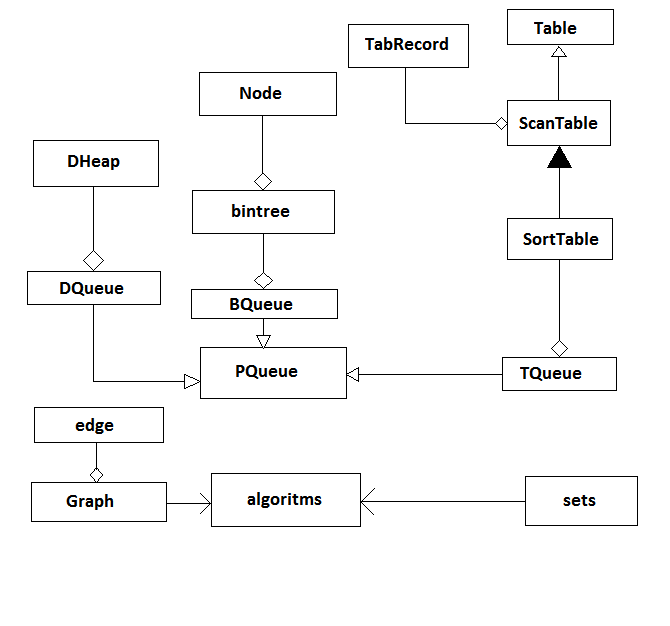 Table
TabRecord
Node
ScanTable
DHeap
bintree
SortTable
DQueue
BQueue
PQueue
TQueue
edge
Graph
algoritms
sets